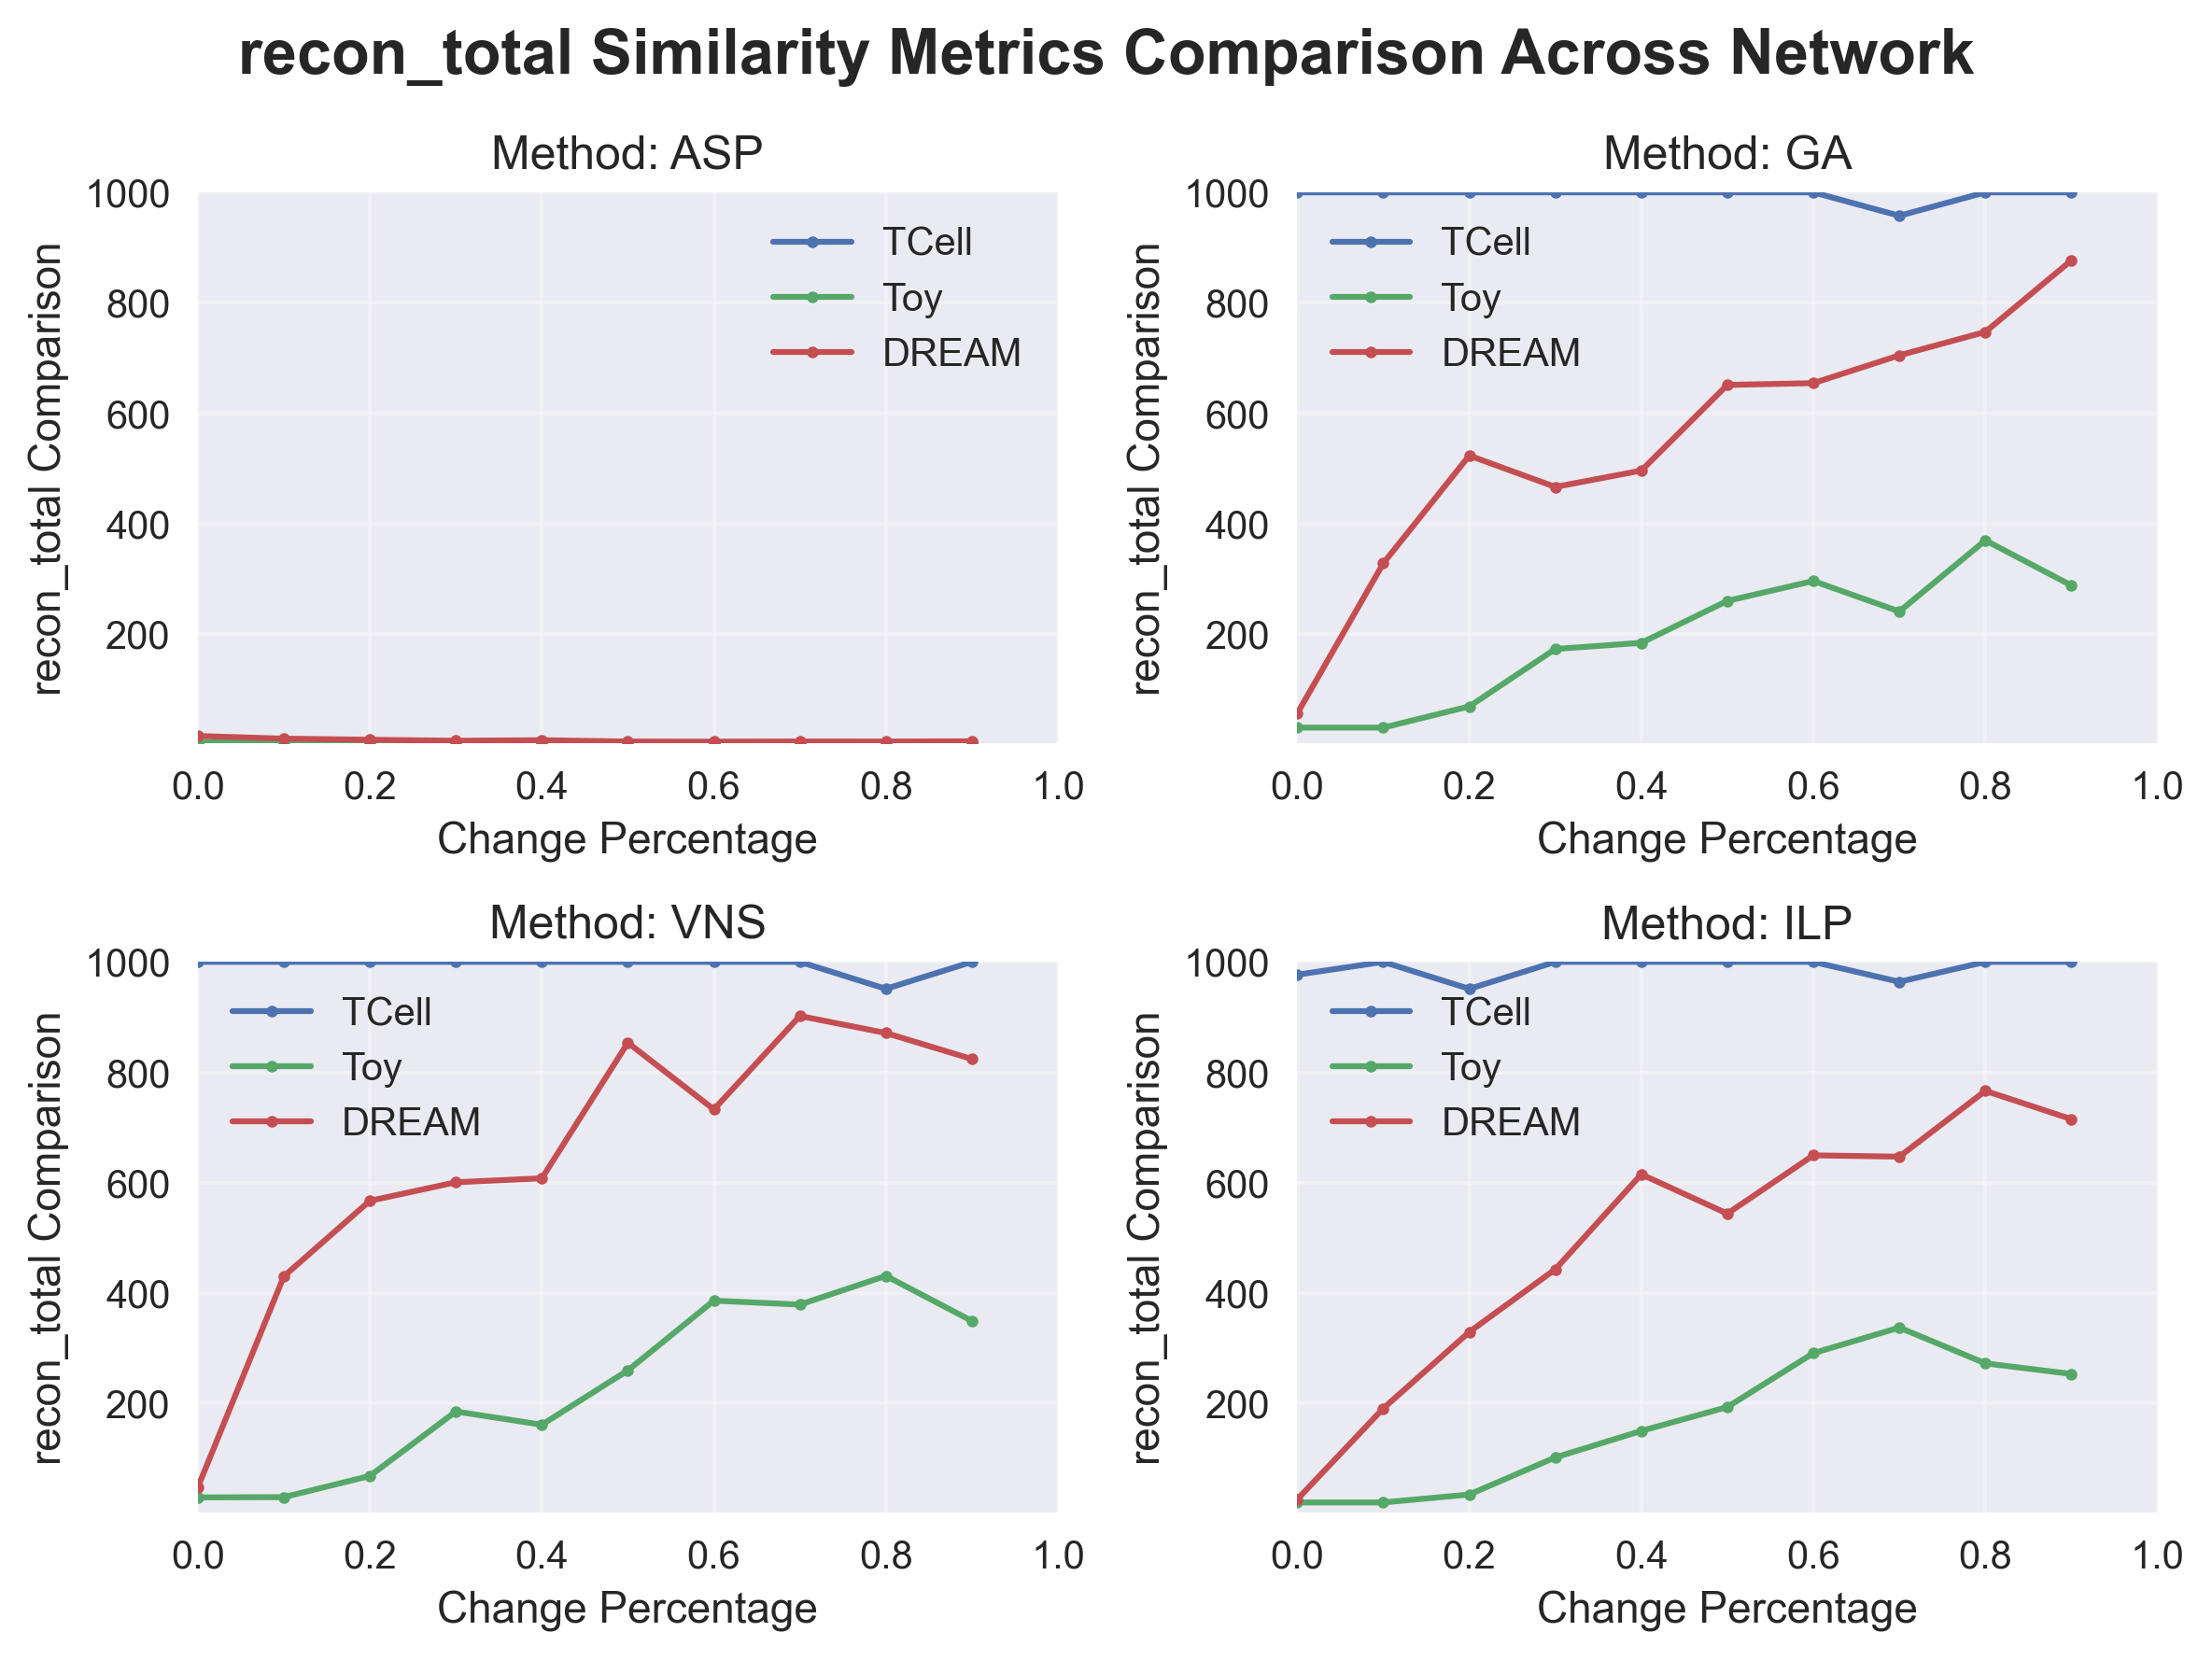 recon_total Similarity Metrics Comparison Across Network
Method: ASP
1000
800
600
400
200
recon_total Comparison
TCell
Toy
DREAM
0.0 0.2 0.4 0.6 0.8 1.0
Change Percentage
Method: GA
1000
800
600
400
200
recon_total Comparison
TCell
Toy
DREAM
0.0 0.2 0.4 0.6 0.8 1.0
Change Percentage
Method: VNS
1000
800
600
400
200
recon_total Comparison
TCell
Toy
DREAM
0.0 0.2 0.4 0.6 0.8 1.0
Change Percentage
Method: ILP
1000
800
600
400
200
recon_total Comparison
TCell
Toy
DREAM
0.0 0.2 0.4 0.6 0.8 1.0
Change Percentage